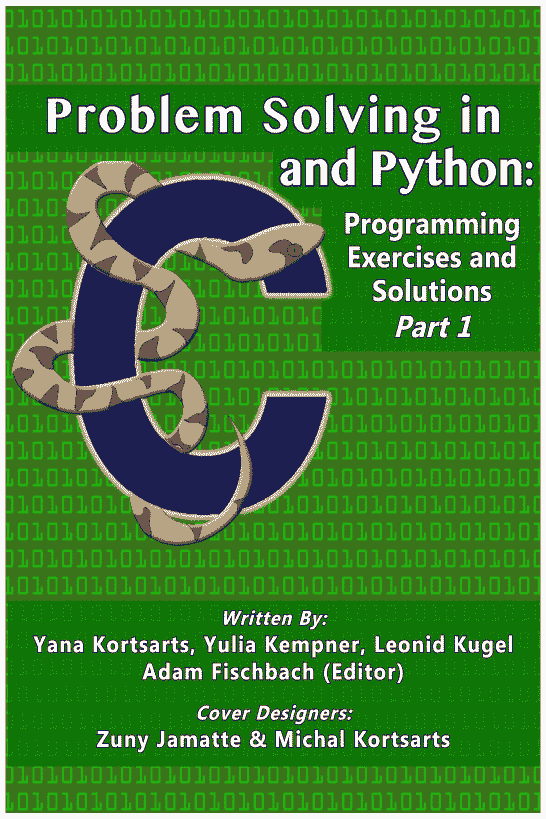 Problem Solving in
C
and Python:
Programming
Exercises and
Solutions
Part 1
Written By:
Yana Kortsarts, Yulia Kempner, Leonid Kugel
Adam Fischbach (Editor)
Cover Designers:
Zuny Jamatte & Michal Kortsarts